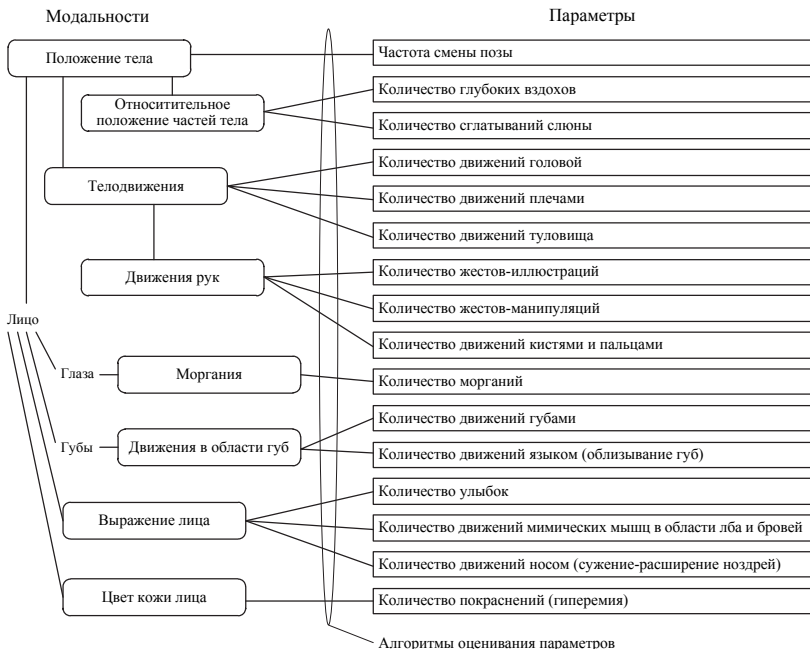 Модальности
Параметры
Положение тела
Частота смены позы
Относитительное
положение частей тела
Количество глубоких вздохов
Количество сглатываний слюны
Телодвижения
Количество движений головой
Количество движений плечами
Количество движений туловища
Движения рук
Количество жестов-иллюстраций
Количество жестов-манипуляций
Количество движений кистями и пальцами
Лицо
Глаза
Моргания
Количество морганий
Губы
Движения в области губ
Количество движений губами
Количество движений языком (облизывание губ)
Выражение лица
Количество улыбок
Количество движений мимических мышц в области лба и бровей
Количество движений носом (сужение-расширение ноздрей)
Цвет кожи лица
Количество покраснений (гиперемия)
Алгоритмы оценивания параметров